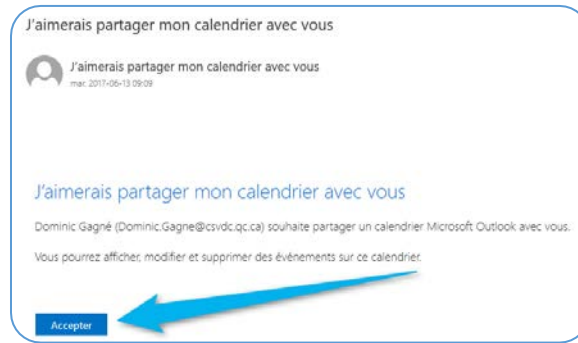 J'aimerais partager mon calendrier avec vous
J'aimerais partager mon calendrier avec vous
mar. 2017-06-13 09:09
J'aimerais partager mon calendrier avec vous
Dominic Gagné (Dominic.Gagne@csvdc.qc.ca) souhaite partager un calendrier Microsoft Outlook avec vous.
Vous pourrez afficher, modifier et supprimer des évènements sur ce calendrier.
Accepter